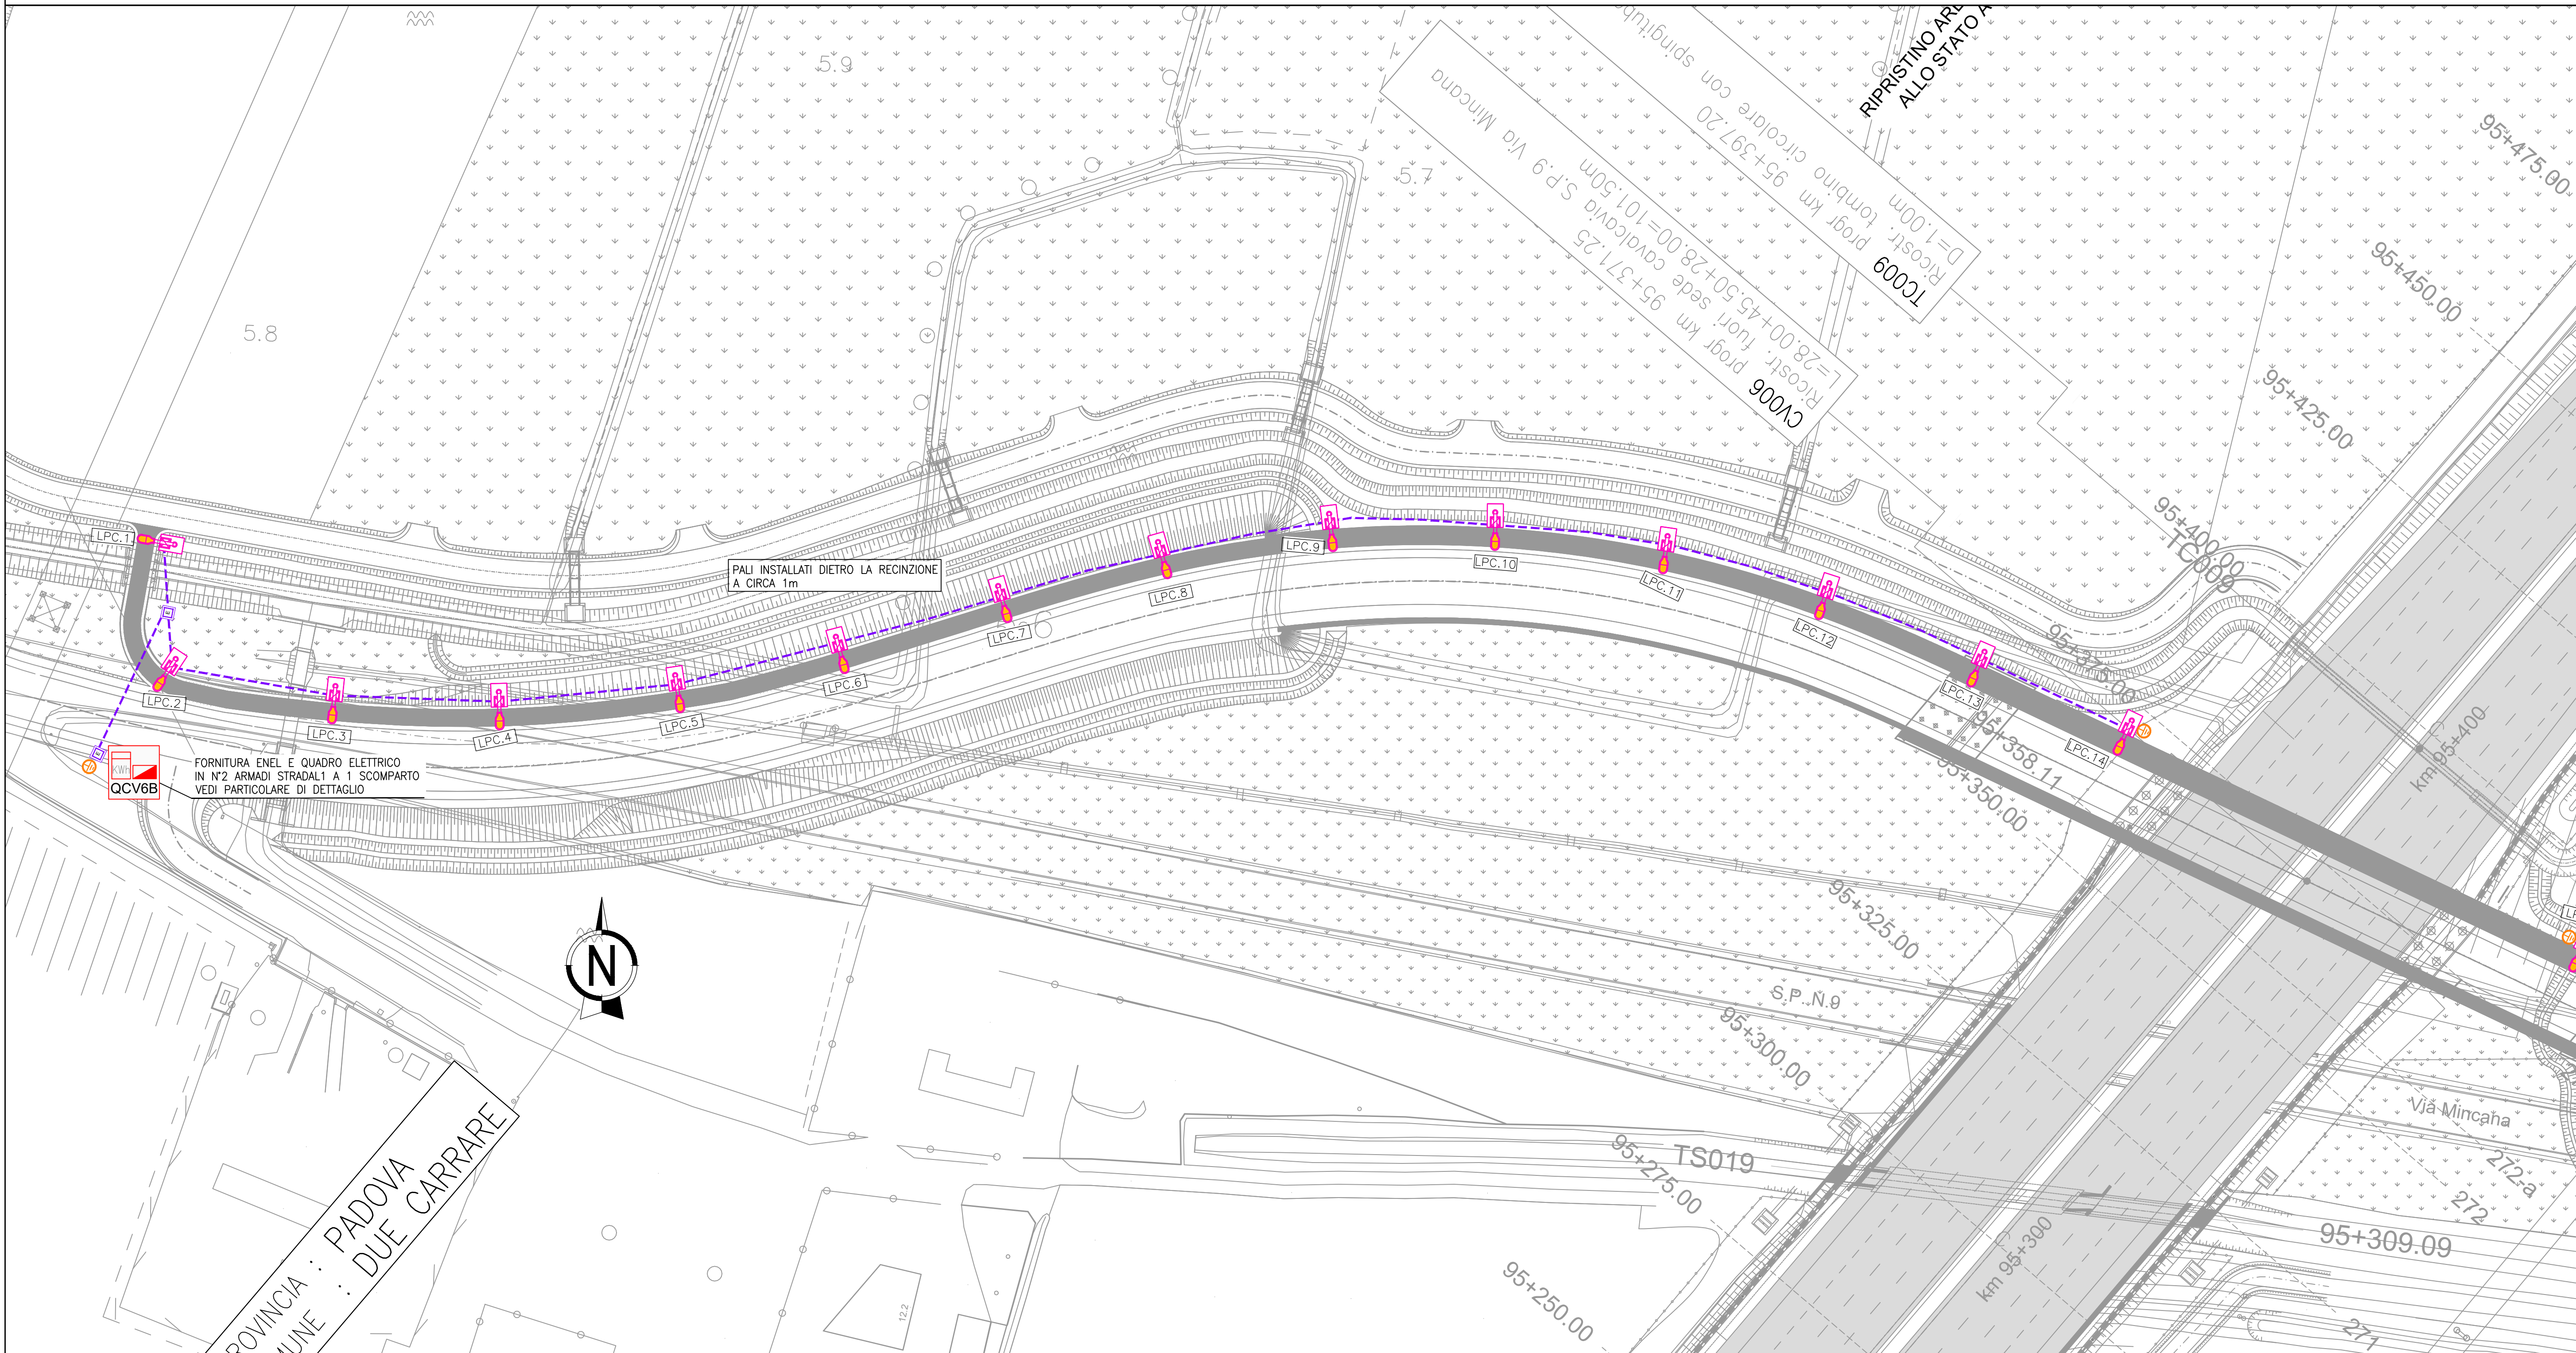 5.9
5.8
5.7
RIPRISTINO
ALLO STATO A
circolare con spingitubo
Ricostr. tombino
D=1.00m
progr km 95+397.20
TC009
Ricostr. fuori sede cavalcavia S.P.9 Via Mincana
L=28.00+45.50+28.00=101.50m
progr km 95+371.25
CV006
95+475.00
95+450.00
95+425.00
95+400.00
TC009
95+375.00
95+358.11
95+350.00
95+325.00
95+300.00
95+275.00
95+250.00
LPC.1
LPC.2
LPC.3
LPC.4
LPC.5
LPC.6
LPC.7
LPC.8
LPC.9
LPC.10
LPC.11
LPC.12
LPC.13
LPC.14
PALI INSTALLATI DIETRO LA RECINZIONE
A CIRCA 1m
KWh
QCV6B
FORNITURA ENEL E QUADRO ELETTRICO
IN N°2 ARMADI STRADAL1 A 1 SCOMPARTO
VEDI PARTICOLARE DI DETTAGLIO
N
ROVINCIA : PADOVA
MUNE : DUE CARRARE
S.P. N.9
TS019
km 95+400
km 95+300
Via Mincana
272-a
272
271
95+309.09
12.2